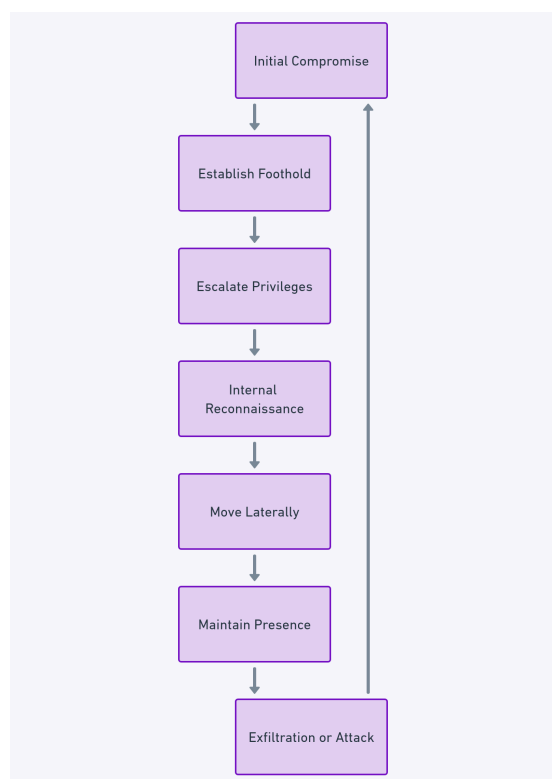 Initial Compromise
Establish Foothold
Escalate Privileges
Internal
Reconnaissance
Move Laterally
Maintain Presence
Exfiltration or Attack